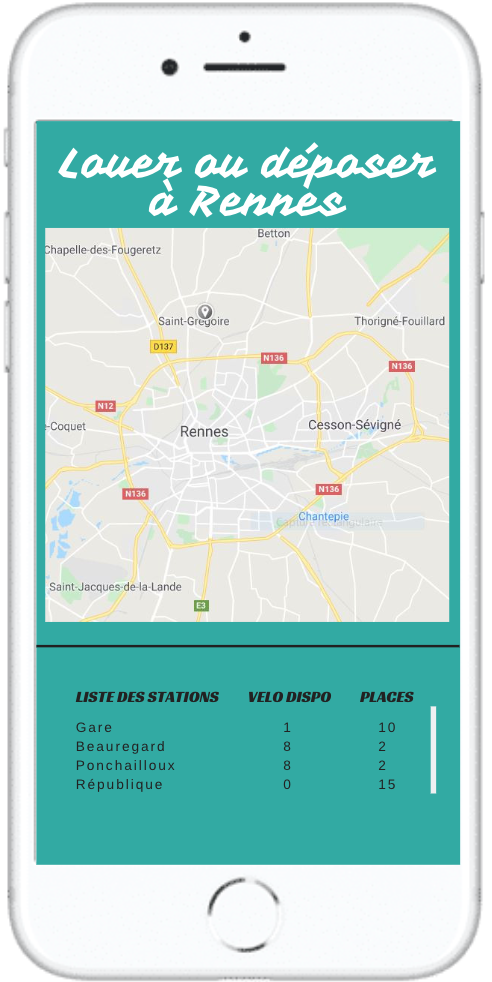 Louer ou déposer
à Rennes
Betton
Chapelle-des-Fougeretz
Saint-Grégoire
Thorigné-Fouillard
D137
N136
N136
N12
e-Coquet
Rennes
Cesson-Sévigné
N136
N136
Chantepie
Capture rectangulaire
Saint-Jacques-de-la-Lande
E3
LISTE DES STATIONS VELO DISPO PLACES
Gare 1 10
Beauregard 8 2
Ponchailloux 8 2
République 0 15